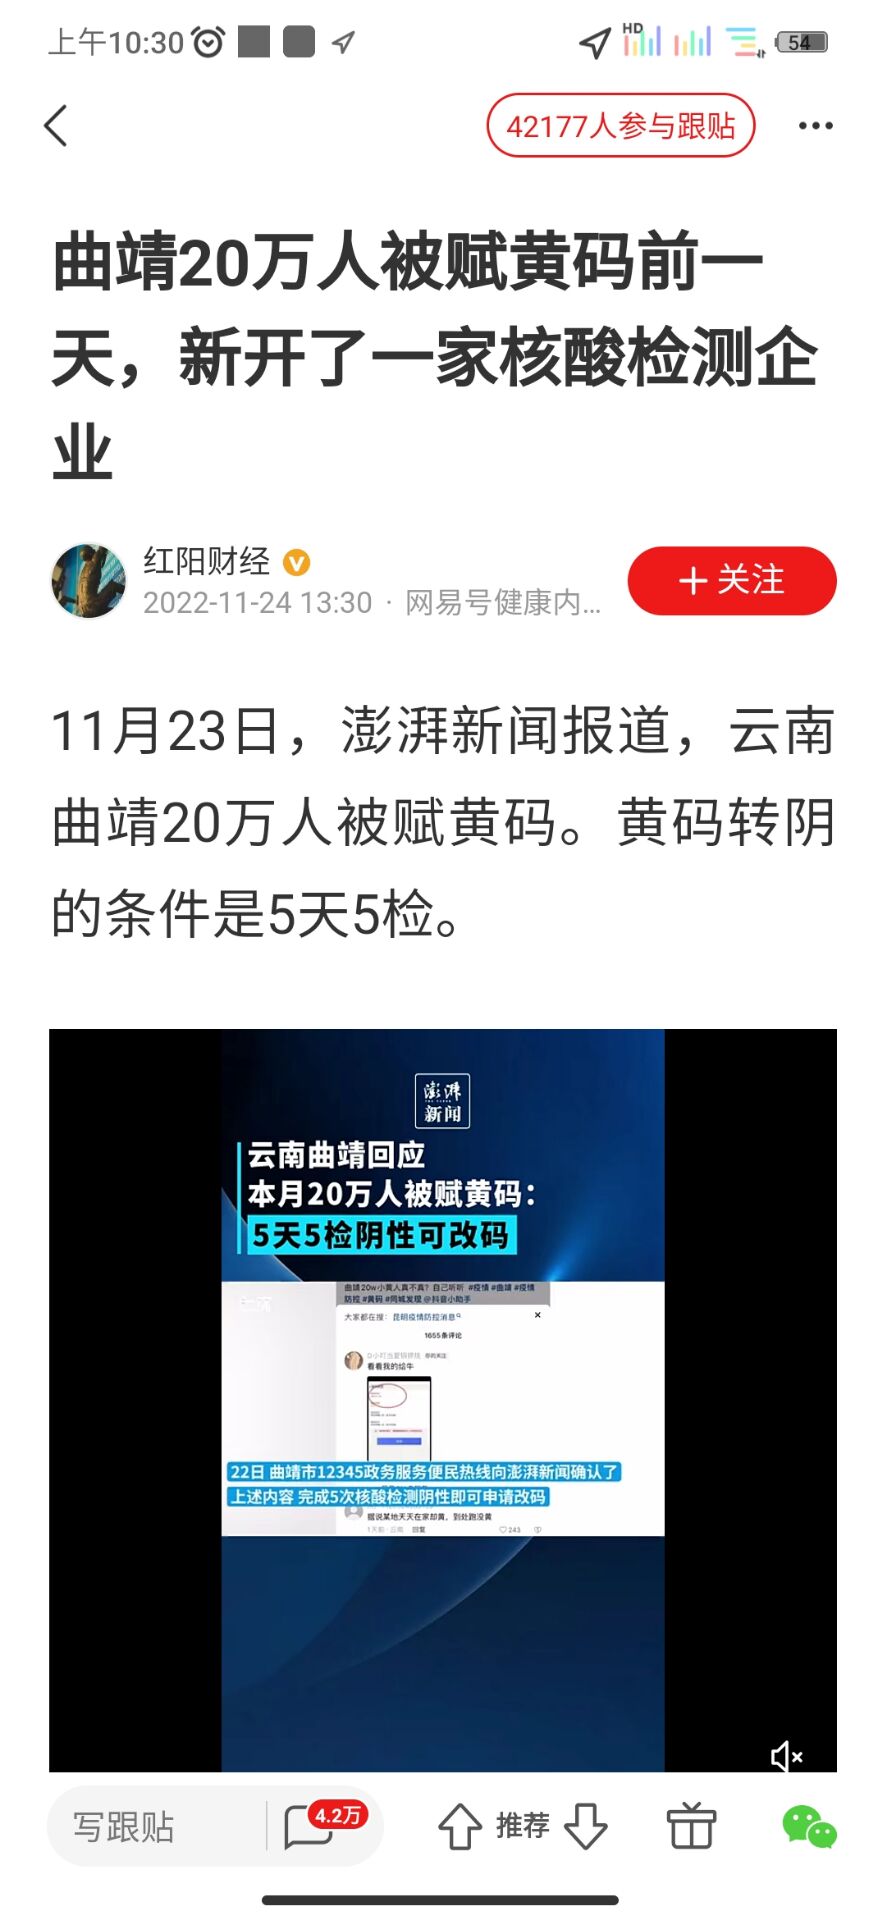 上午10:30
HD
54
42177人参与跟贴
曲靖20万人被赋黄码前一
天，新开了一家核酸检测企
业
红阳财经
2022-11-24 13:30 · 网易号健康内...
+关注
11月23日，澎湃新闻报道，云南
曲靖20万人被赋黄码。黄码转阴
的条件是5天5检。
澎湃
新闻
云南曲靖回应
本月20万人被赋黄码：
5天5检阴性可改码
曲靖20w小黄人真不真？自己听听 #疫情 #曲靖 #疫情
防控 #黄码 #同城发现 @抖音小助手
大家都在搜：昆明疫情防控消息
1655条评论
看看我的给牛
22日 曲靖市12345政务服务便民热线向澎湃新闻确认了
上述内容 完成5次核酸检测阴性即可申请改码
据说某地天天在家却黄，到处跑没黄
1天前·云南 回复
243
写跟贴
4.2万
推荐